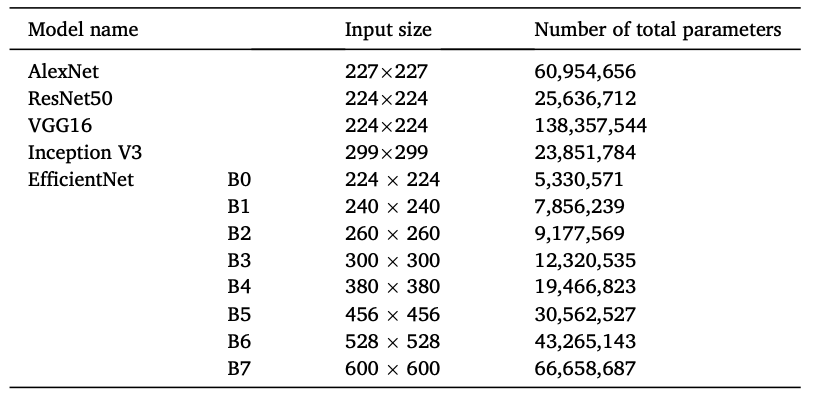 Model name Input size Number of total parameters
AlexNet 227×227 60,954,656
ResNet50 224×224 25,636,712
VGG16 224×224 138,357,544
Inception V3 299×299 23,851,784
EfficientNet B0 224 × 224 5,330,571
B1 240 × 240 7,856,239
B2 260 × 260 9,177,569
B3 300 × 300 12,320,535
B4 380 × 380 19,466,823
B5 456 × 456 30,562,527
B6 528 × 528 43,265,143
B7 600 × 600 66,658,687